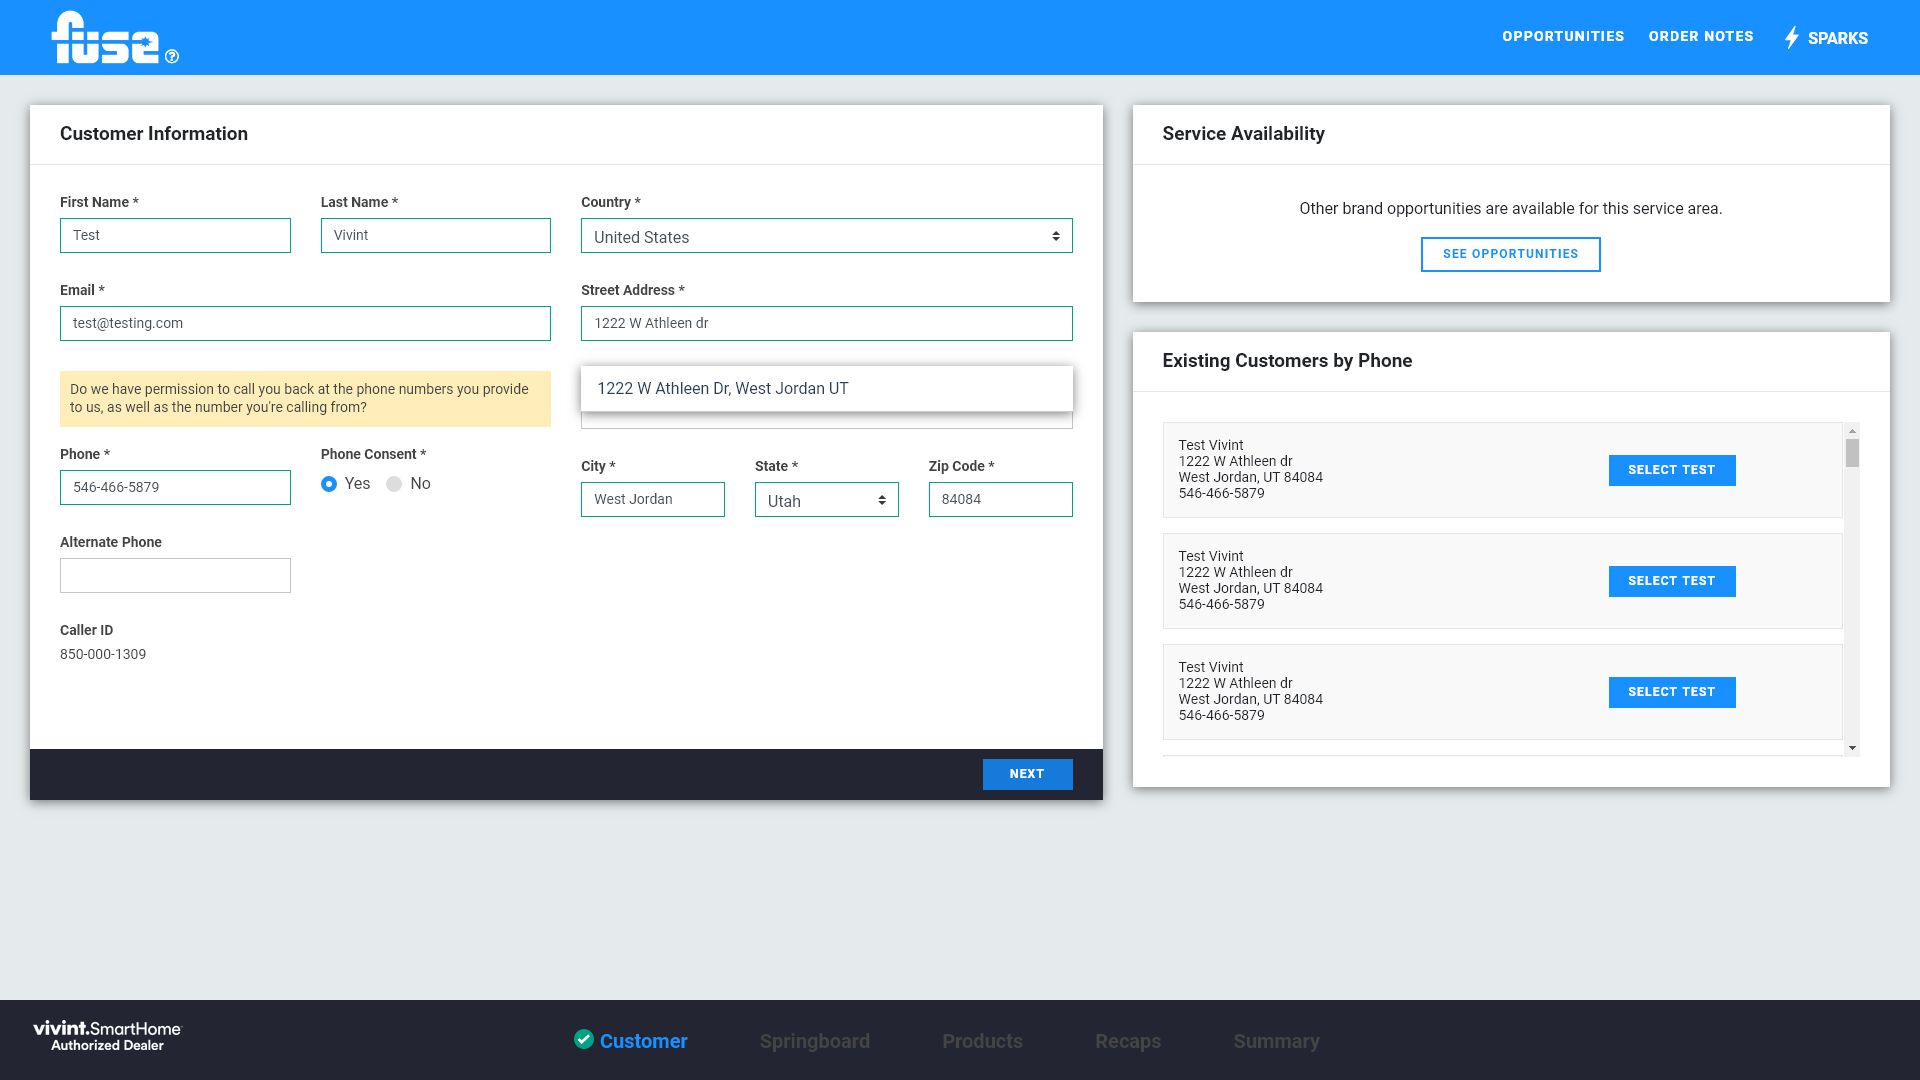 fuse
OPPORTUNITIES
ORDER NOTES
SPARKS
Customer Information
First Name *
Last Name *
Country *
Test
Vivint
United States
Email *
Street Address *
test@testing.com
1222 W Athleen dr
Do we have permission to call you back at the phone numbers you provide
to us, as well as the number you're calling from?
1222 W Athleen Dr, West Jordan UT
Phone *
Phone Consent *
546-466-5879
Yes
No
City *
State *
Zip Code *
West Jordan
Utah
84084
Alternate Phone
Caller ID
850-000-1309
NEXT
Service Availability
Other brand opportunities are available for this service area.
SEE OPPORTUNITIES
Existing Customers by Phone
Test Vivint
1222 W Athleen dr
West Jordan, UT 84084
546-466-5879
SELECT TEST
Test Vivint
1222 W Athleen dr
West Jordan, UT 84084
546-466-5879
SELECT TEST
Test Vivint
1222 W Athleen dr
West Jordan, UT 84084
546-466-5879
SELECT TEST
vivint.SmartHome
Authorized Dealer
Customer
Springboard
Products
Recaps
Summary